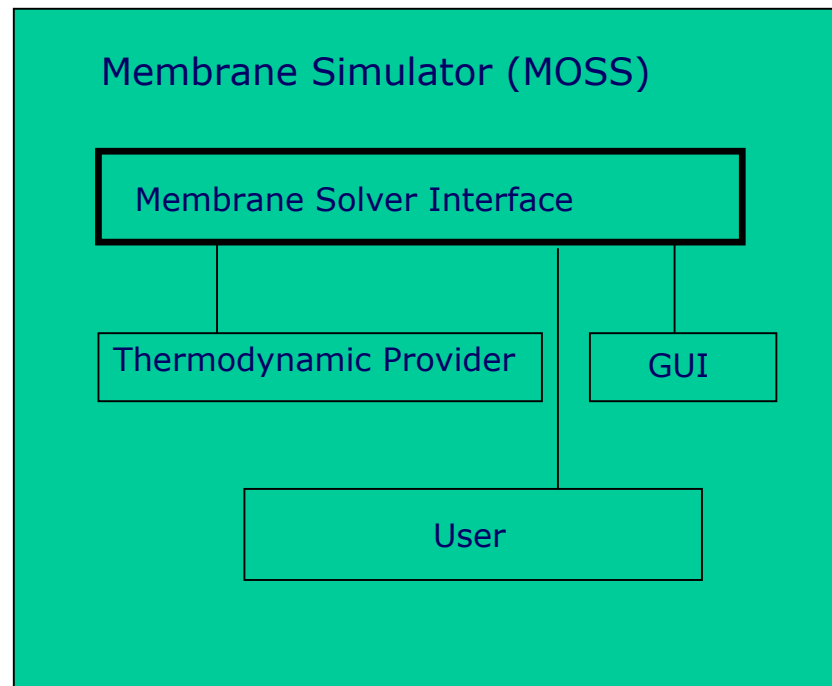 Membrane Simulator (MOSS)
Membrane Solver Interface
Thermodynamic Provider
GUI
User